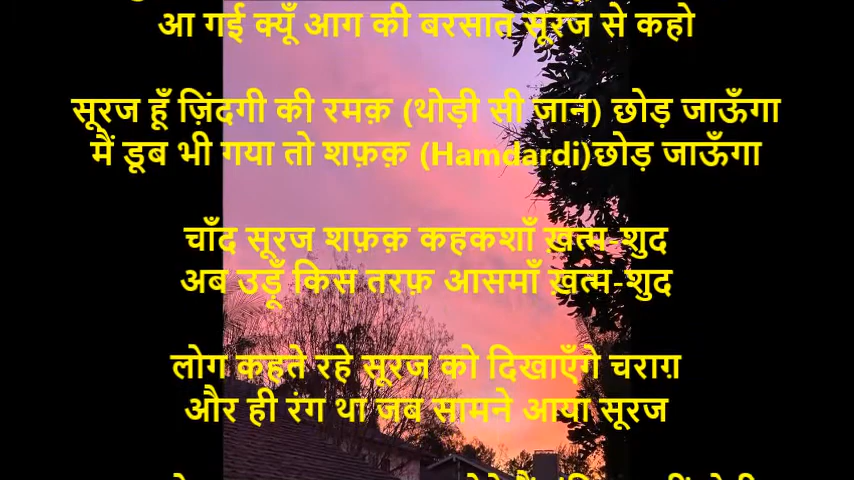 आ गई क्यूँ आग की बरसात सूरज से कहो
सूरज हूँ ज़िंदगी की रमक़ (थोड़ी सी जान) छोड़ जाऊँगा
मैं डूब भी गया तो शफ़क़ (Hamdardi)छोड़ जाऊँगा
चाँद सूरज शफ़क़ कहकशाँ ख़त्म-शुद
अब उड़ूँ किस तरफ़ आसमाँ ख़त्म-शुद
लोग कहते रहे सूरज को दिखाएँगे चराग़
और ही रंग था जब सामने आया सूरज